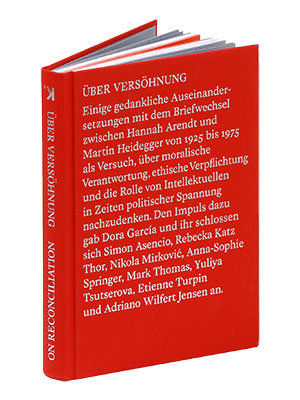 ÜBER VERSÖHNUNG
Einige gedankliche Auseinander-
setzungen mit dem Briefwechsel
zwischen Hannah Arendt und
Martin Heidegger von 1925 bis 1975
als Versuch, über moralische
Verantwortung, ethische Verpflichtung
und die Rolle von Intellektuellen
in Zeiten politischer Spannung
nachzudenken. Den Impuls dazu
gab Dora García und ihr schlossen
sich Simon Asencio, Rebecka Katz
Thor, Nikola Mirković, Anna-Sophie
Springer, Mark Thomas, Yuliya
Tsutserova, Etienne Turpin
und Adriano Wilfert Jensen an.
K.
ÜBER VERSÖHNUNG
ON RECONCILIATION